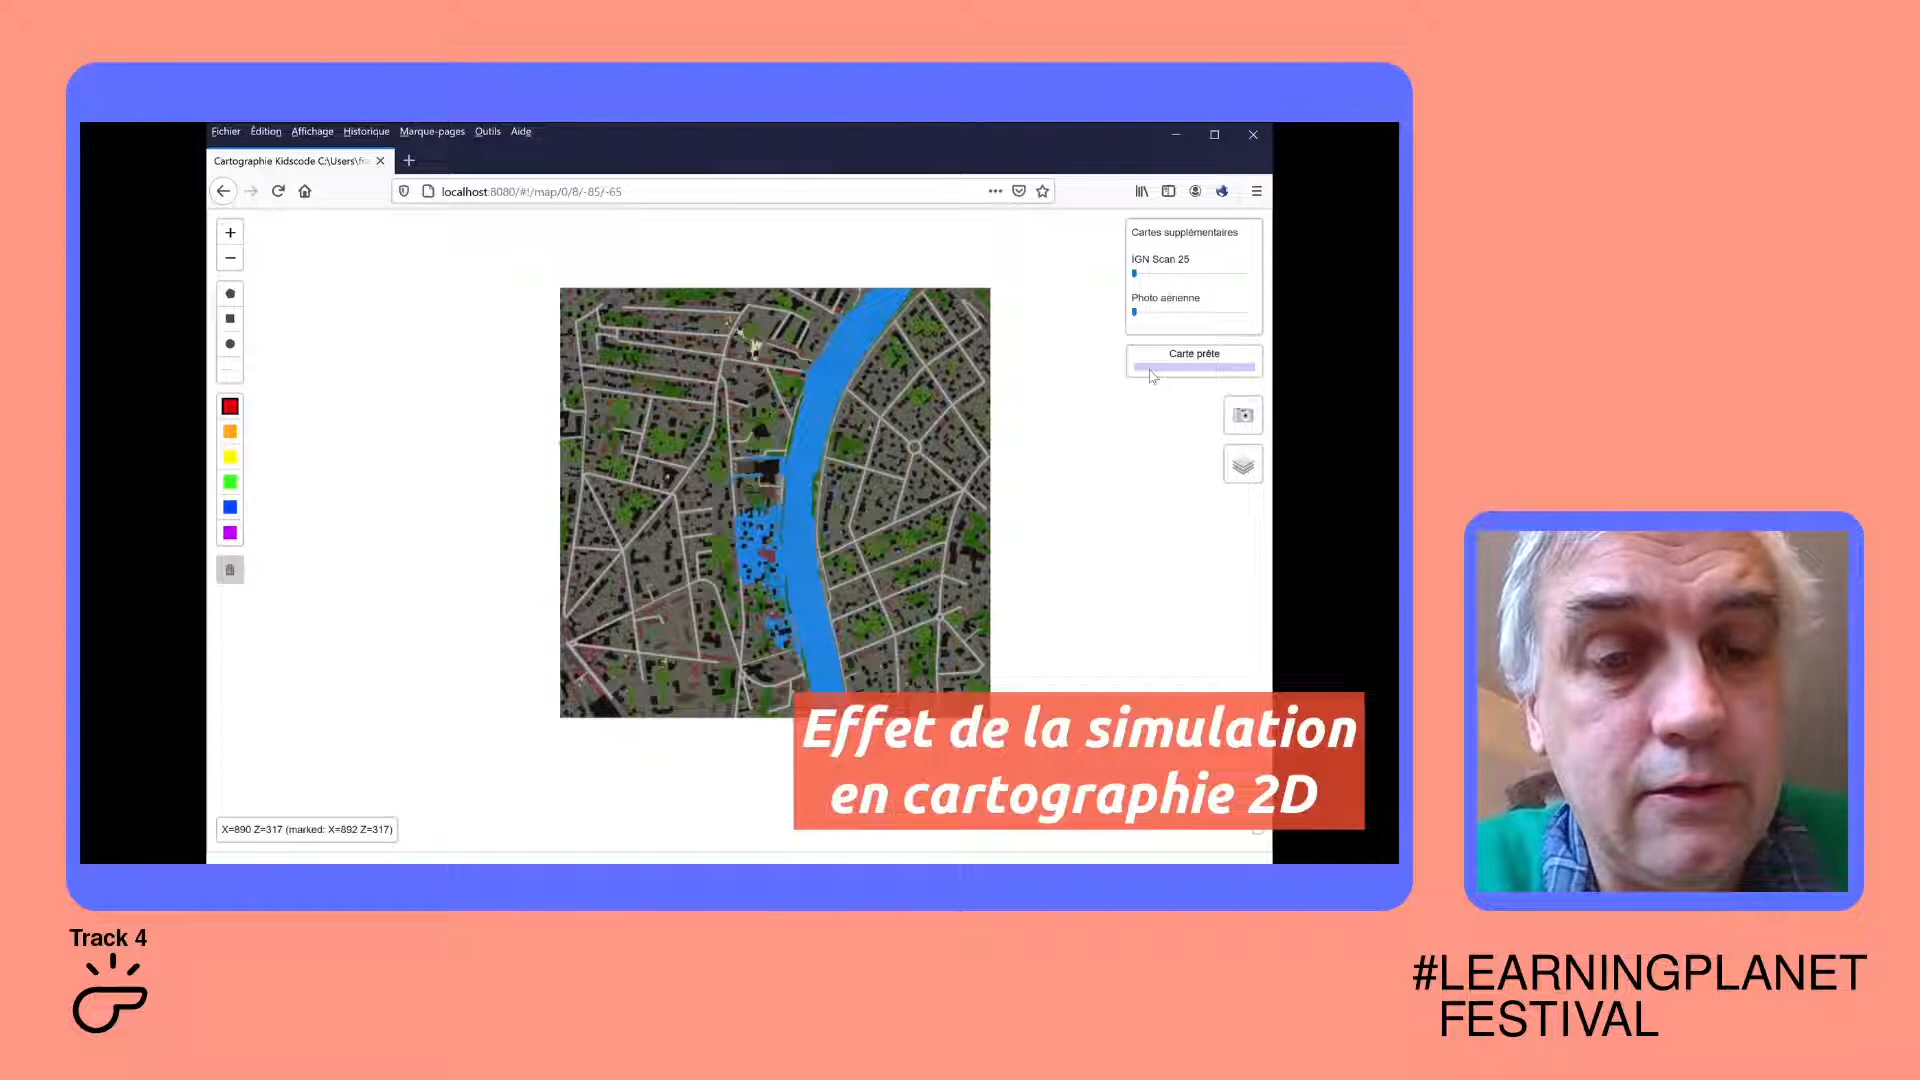 Fichier Édition Affichage Historique Marque-pages Outils Aide
Cartographie Kidscode C:\Users\fra
localhost:8080/#!/map/0/8/-85/-65
Cartes supplémentaires
IGN Scan 25
Photo aérienne
Carte prête
Effet de la simulation
en cartographie 2D
X=890 Z=317 (marked: X=892 Z=317)
Track 4
#LEARNINGPLANET
FESTIVAL